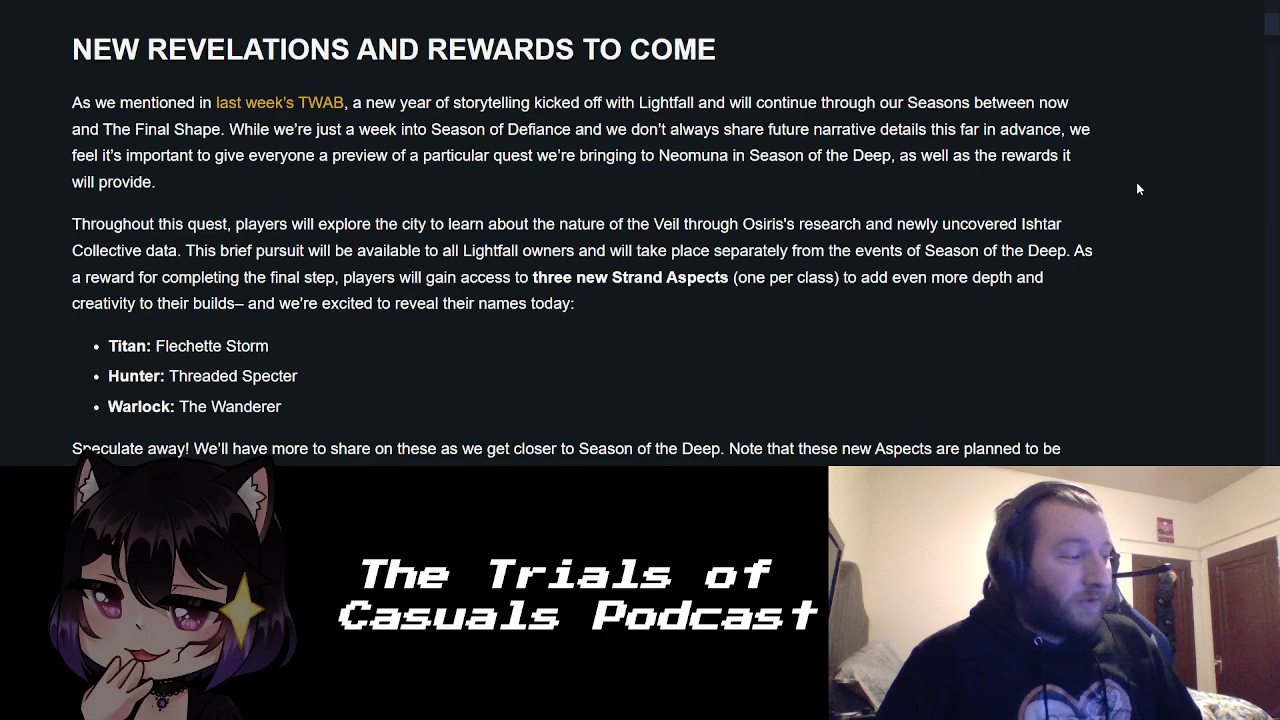 NEW REVELATIONS AND REWARDS TO COME
As we mentioned in last week's TWAB, a new year of storytelling kicked off with Lightfall and will continue through our Seasons between now
and The Final Shape. While we're just a week into Season of Defiance and we don't always share future narrative details this far in advance, we
feel it's important to give everyone a preview of a particular quest we're bringing to Neomuna in Season of the Deep, as well as the rewards it
will provide.
Throughout this quest, players will explore the city to learn about the nature of the Veil through Osiris's research and newly uncovered Ishtar
Collective data. This brief pursuit will be available to all Lightfall owners and will take place separately from the events of Season of the Deep. As
a reward for completing the final step, players will gain access to three new Strand Aspects (one per class) to add even more depth and
creativity to their builds– and we're excited to reveal their names today:
• Titan: Flechette Storm
• Hunter: Threaded Specter
• Warlock: The Wanderer
Speculate away! We'll have more to share on these as we get closer to Season of the Deep. Note that these new Aspects are planned to be
The Trials of
Casuals Podcast